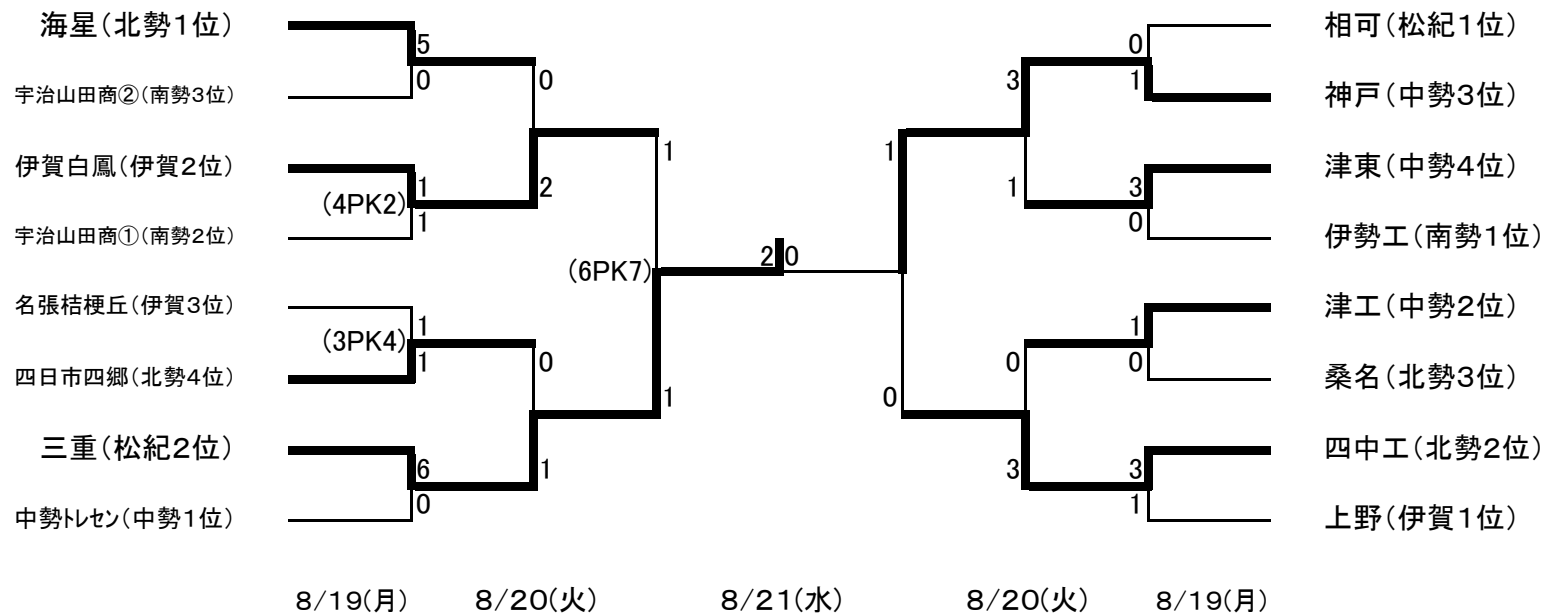 海星(北勢1位)
5
0
宇治山田商②(南勢3位)
0
伊賀白鳳(伊賀2位)
1
(4PK2)
2
1
宇治山田商①(南勢2位)
1
(6PK7)
名張桔梗丘(伊賀3位)
1
(3PK4)
1
0
四日市四郷(北勢4位)
1
三重(松紀2位)
6
1
0
中勢トレセン(中勢1位)
2 0
相可(松紀1位)
0
3
1
神戸(中勢3位)
1
津東(中勢4位)
3
1
0
伊勢工(南勢1位)
津工(中勢2位)
1
0
0
桑名(北勢3位)
0
四中工(北勢2位)
3
3
1
上野(伊賀1位)
8/19(月) 8/20(火) 8/21(水) 8/20(火) 8/19(月)